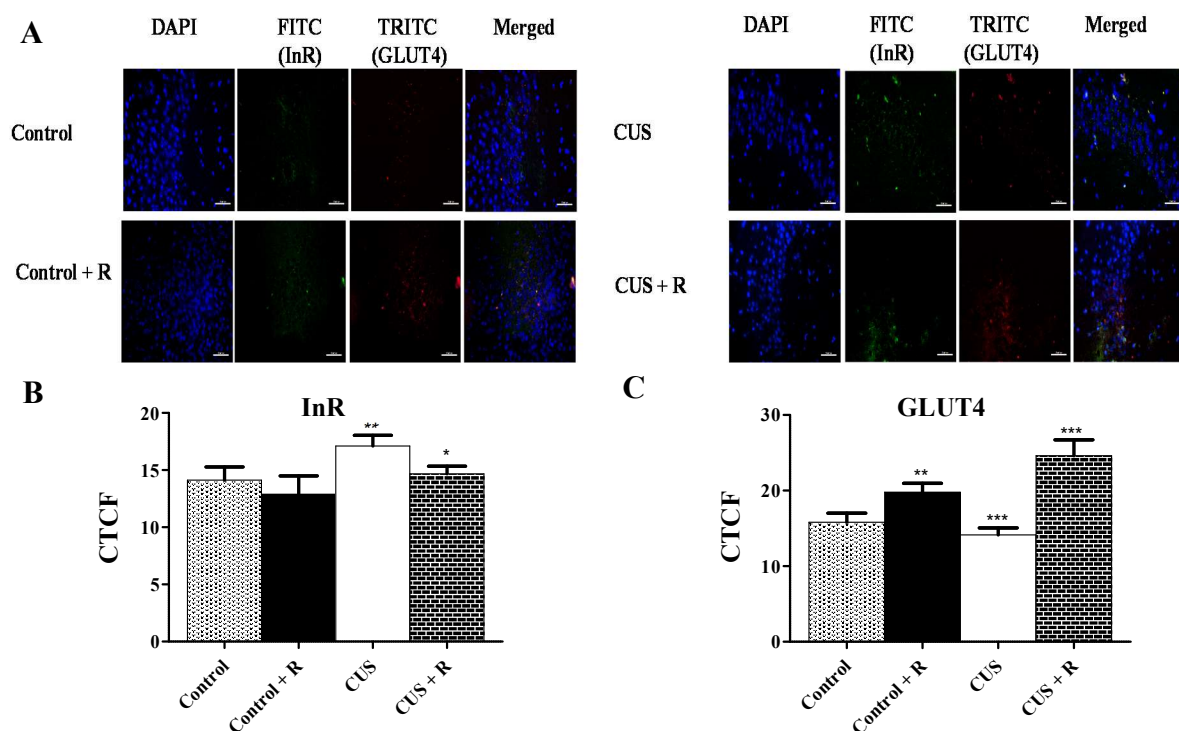 A
DAPI
FITC
(InR)
TRITC
(GLUT4)
Merged
DAPI
FITC
(InR)
TRITC
(GLUT4)
Merged
Control
CUS
Control + R
CUS + R
B
InR
CTCF
20
15
10
5
0
**
*
Control
Control + R
CUS
CUS + R
C
GLUT4
CTCF
30
20
10
0
**
***
***
Control
Control + R
CUS
CUS + R